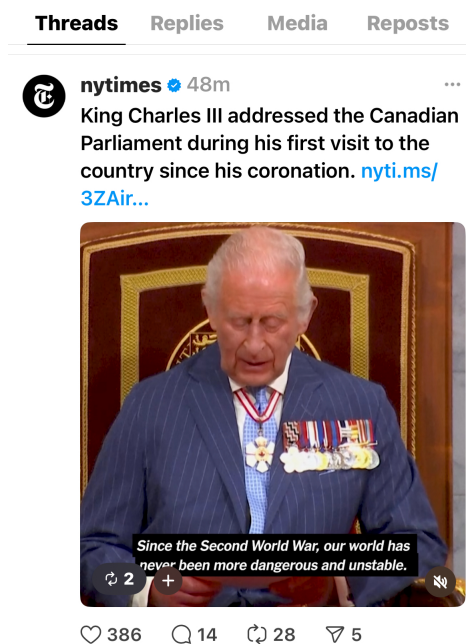 Threads Replies Media Reposts
nytimes 48m
King Charles III addressed the Canadian
Parliament during his first visit to the
country since his coronation. nyti.ms/
3ZAir...
Since the Second World War, our world has
never been more dangerous and unstable.
2
386 14 28 5